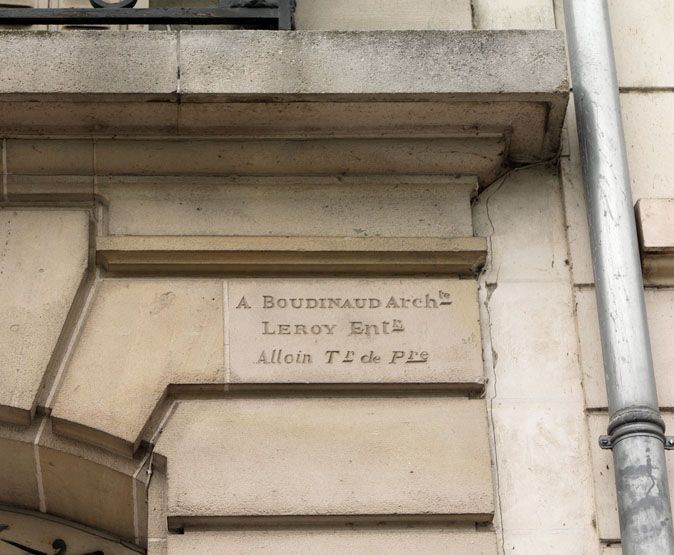 A BOUDINAUD Archte
LEROY Entr
Alloin Tr de Pre